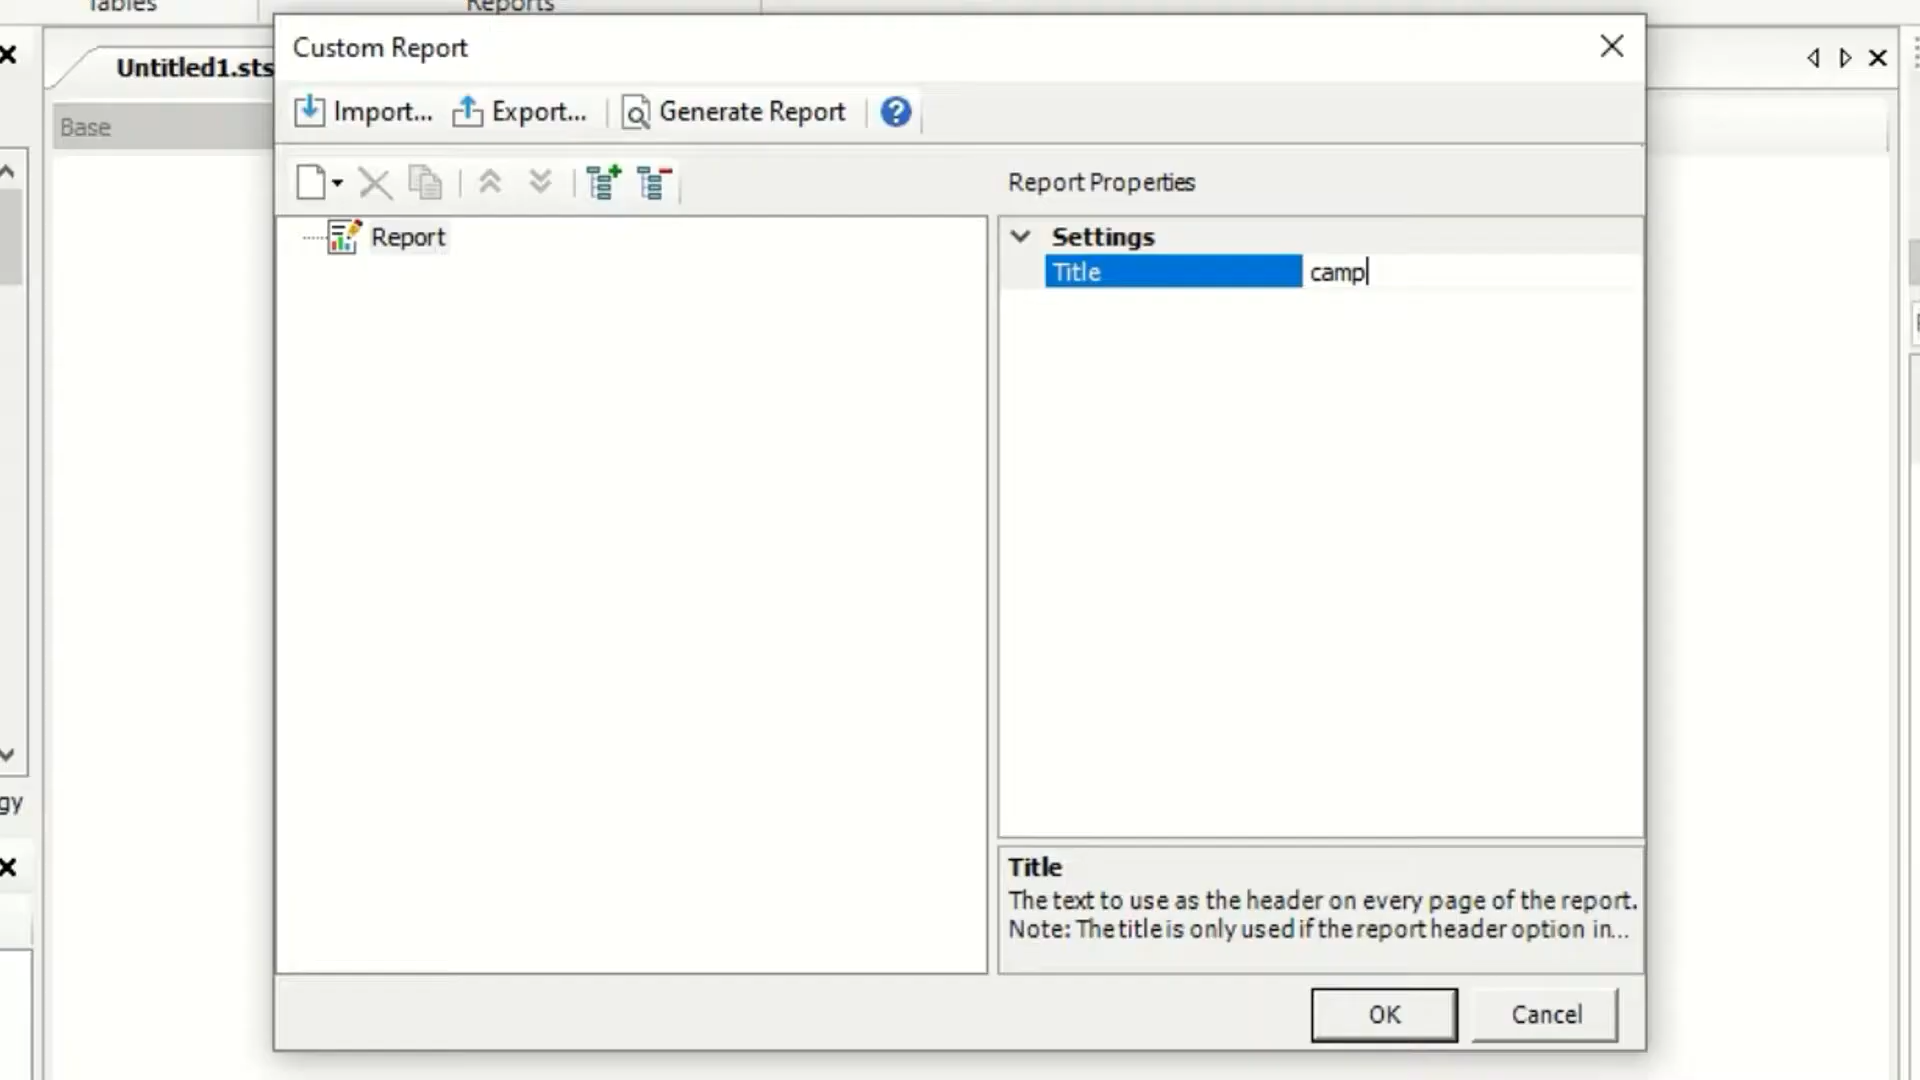 Tables
Reports
Custom Report
Untitled1.sts
Import...
Export...
Generate Report
Base
Report Properties
Report
Settings
Title
camp
gy
Title
The text to use as the header on every page of the report.
Note: The title is only used if the report header option in...
OK
Cancel